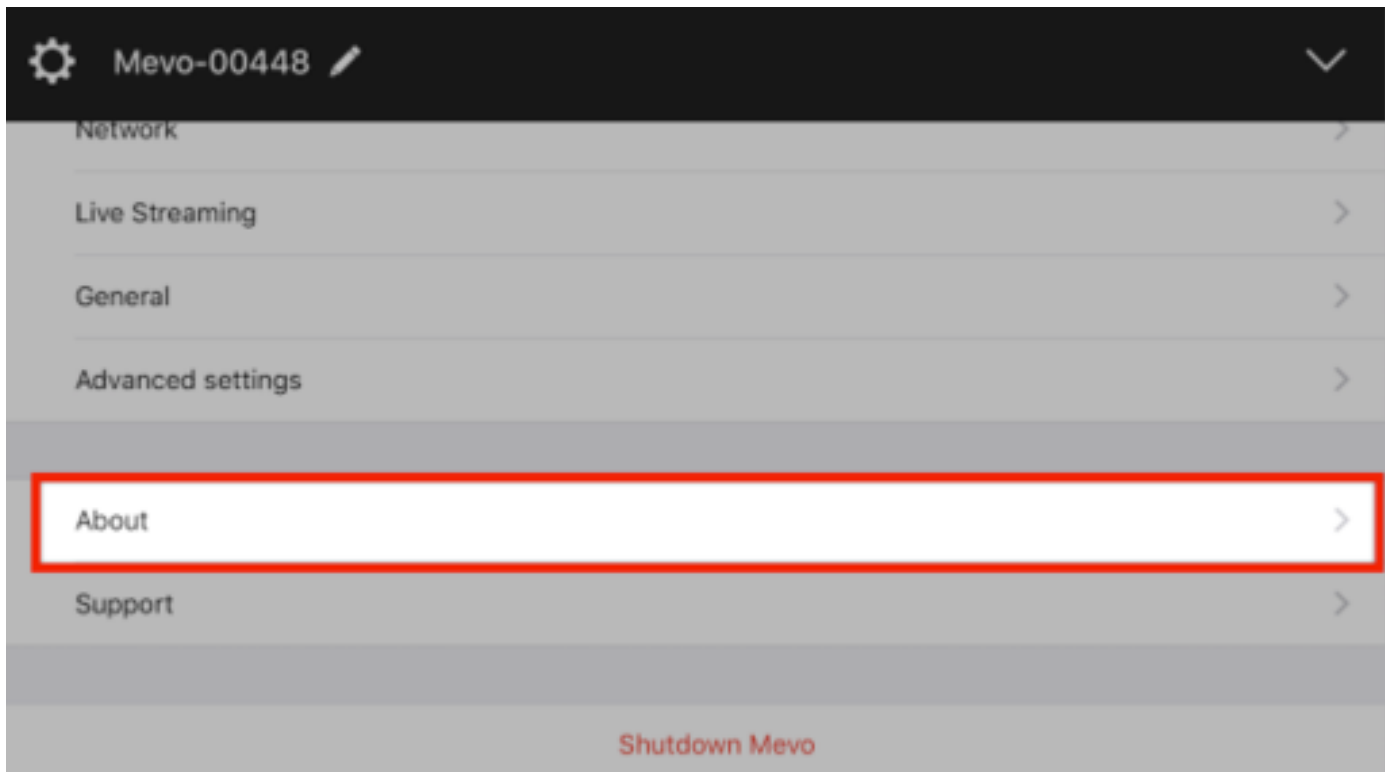 Mevo-00448
Network
Live Streaming
General
Advanced settings
About
Support
Shutdown Mevo